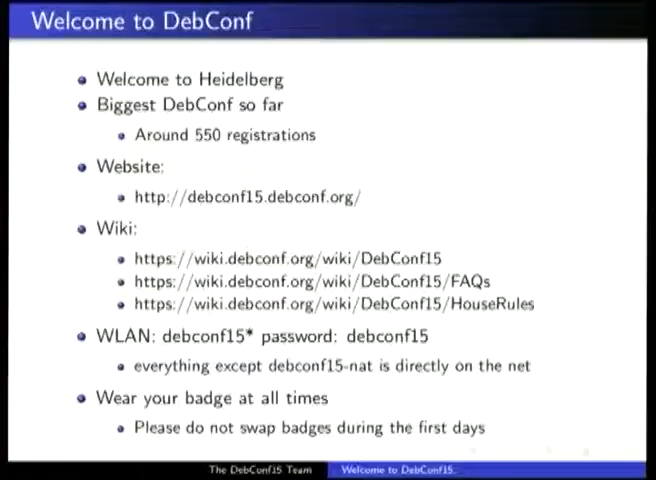 Welcome to DebConf
Welcome to Heidelberg
Biggest DebConf so far
Around 550 registrations
Website:
http://debconf15.debconf.org/
Wiki:
https://wiki.debconf.org/wiki/DebConf15
https://wiki.debconf.org/wiki/DebConf15/FAQs
https://wiki.debconf.org/wiki/DebConf15/HouseRules
WLAN: debconf15* password: debconf15
everything except debconf15-nat is directly on the net
Wear your badge at all times
Please do not swap badges during the first days
The DebConf15 Team Welcome to DebConf15.